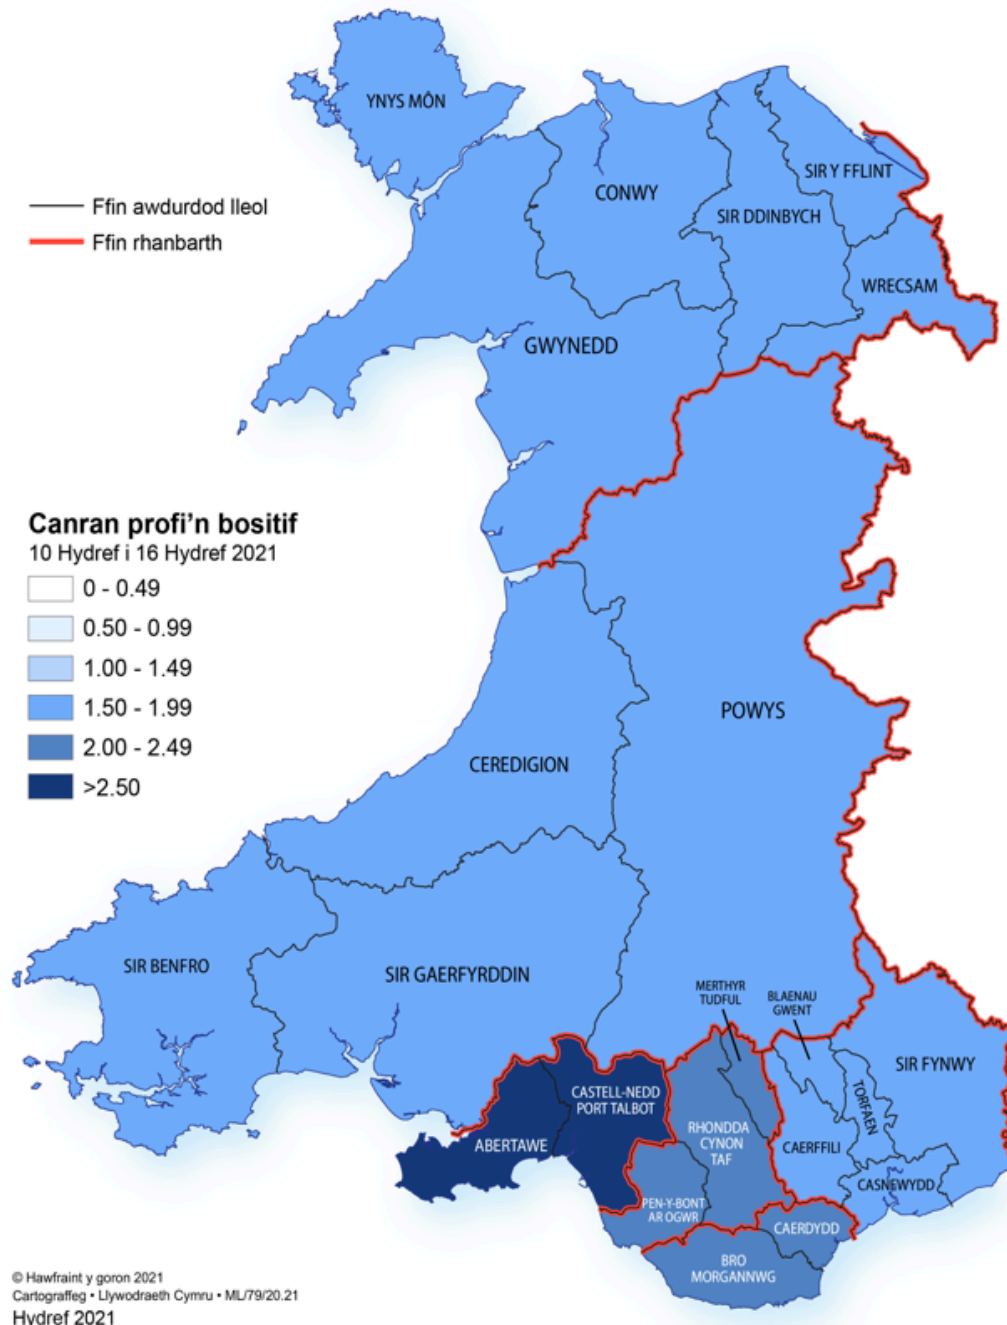 YNYS MÔN
CONWY
SIR Y FFLINT
SIR DDINBYCH
WRECSAM
GWYNEDD
Ffin awdurdod lleol
Ffin rhanbarth
Canran profi'n bositif
10 Hydref i 16 Hydref 2021
0 - 0.49
0.50 - 0.99
1.00 - 1.49
1.50 - 1.99
2.00 - 2.49
>2.50
POWYS
CEREDIGION
SIR BENFRO
SIR GAERFYRDDIN
MERTHYR
TUDFUL
BLAENAU
GWENT
SIR FYNWY
TORFAEN
CASTELL-NEDD
PORT TALBOT
ABERTAWE
RHONDDA
CYNON
TAF
CAERFFILI
CASNEWYDD
PEN-Y-BONT
AR OGWR
CAERDYDD
BRO
MORGANNWG
© Hawfraint y goron 2021
Cartograffeg • Llywodraeth Cymru • ML/79/20.21
Hydref 2021